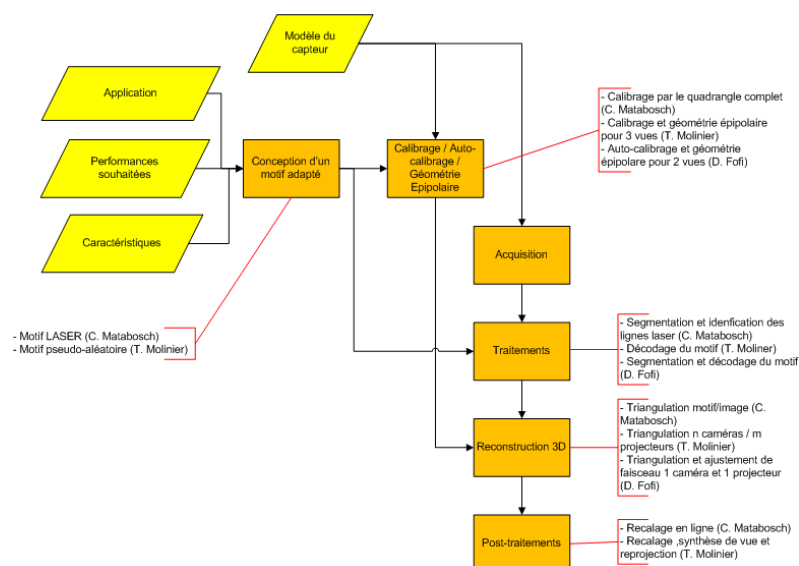 Modèle du
capteur
Application
Performances
souhaitées
Caractéristiques
Conception d'un
motif adapté
Calibrage / Auto-
calibrage /
Géométrie
Epipolaire
- Calibrage par le quadrangle complet
(C. Matabosch)
- Calibrage et géométrie épipolaire
pour 3 vues (T. Molinier)
- Auto-calibrage et géométrie
épipolare pour 2 vues (D. Fofi)
Acquisition
- Motif LASER (C. Matabosch)
- Motif pseudo-aléatoire (T. Molinier)
Traitements
- Segmentation et idenfication des
lignes laser (C. Matabosch)
- Décodage du motif (T. Moliner)
- Segmentation et décodage du motif
(D. Fofi)
Reconstruction 3D
- Triangulation motif/image (C.
Matabosch)
- Triangulation n caméras / m
projecteurs (T. Molinier)
- Triangulation et ajustement de
faisceau 1 caméra et 1 projecteur
(D. Fofi)
Post-traitements
- Recalage en ligne (C. Matabosch)
- Recalage ,synthèse de vue et
reprojection (T. Molinier)